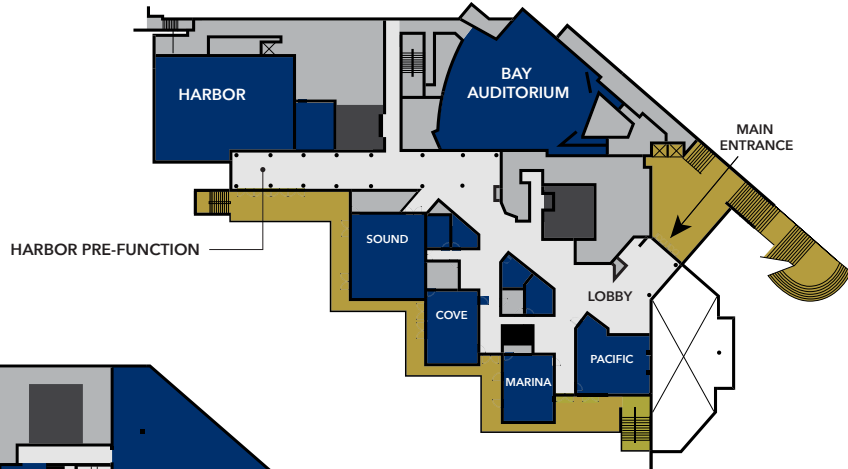 BAY
AUDITORIUM
HARBOR
MAIN
ENTRANCE
SOUND
HARBOR PRE-FUNCTION
LOBBY
COVE
PACIFIC
MARINA